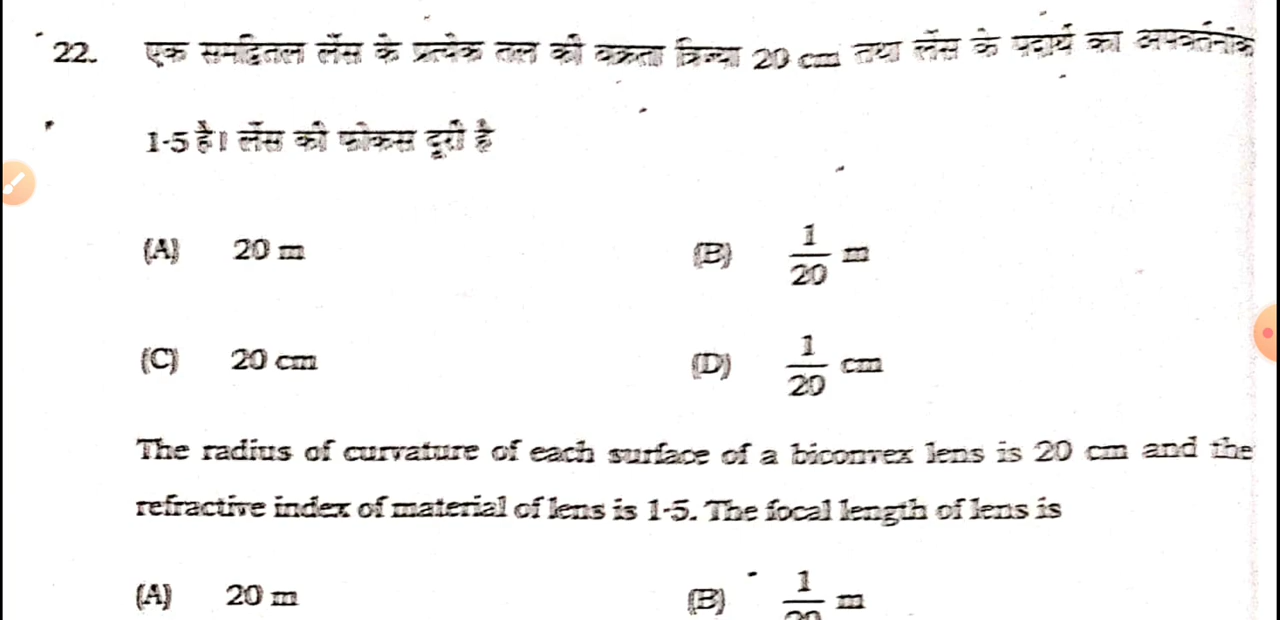 22. एक समद्वितल लेंस के प्रत्येक तल की वक्रता त्रिज्या 20 cm तथा लेंस के पदार्थ का अपवर्तनांक
1·5 है। लेंस की फोकस दूरी है
(A) 20 m (B) 1/20 m
(C) 20 cm (D) 1/20 cm
The radius of curvature of each surface of a biconvex lens is 20 cm and the
refractive index of material of lens is 1·5. The focal length of lens is
(A) 20 m (B) 1/20 m